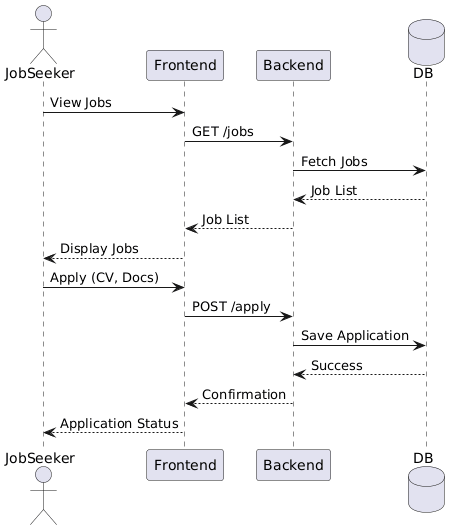 JobSeeker
Frontend
Backend
DB
View Jobs
GET /jobs
Fetch Jobs
Job List
Job List
Display Jobs
Apply (CV, Docs)
POST /apply
Save Application
Success
Confirmation
Application Status
JobSeeker
Frontend
Backend
DB